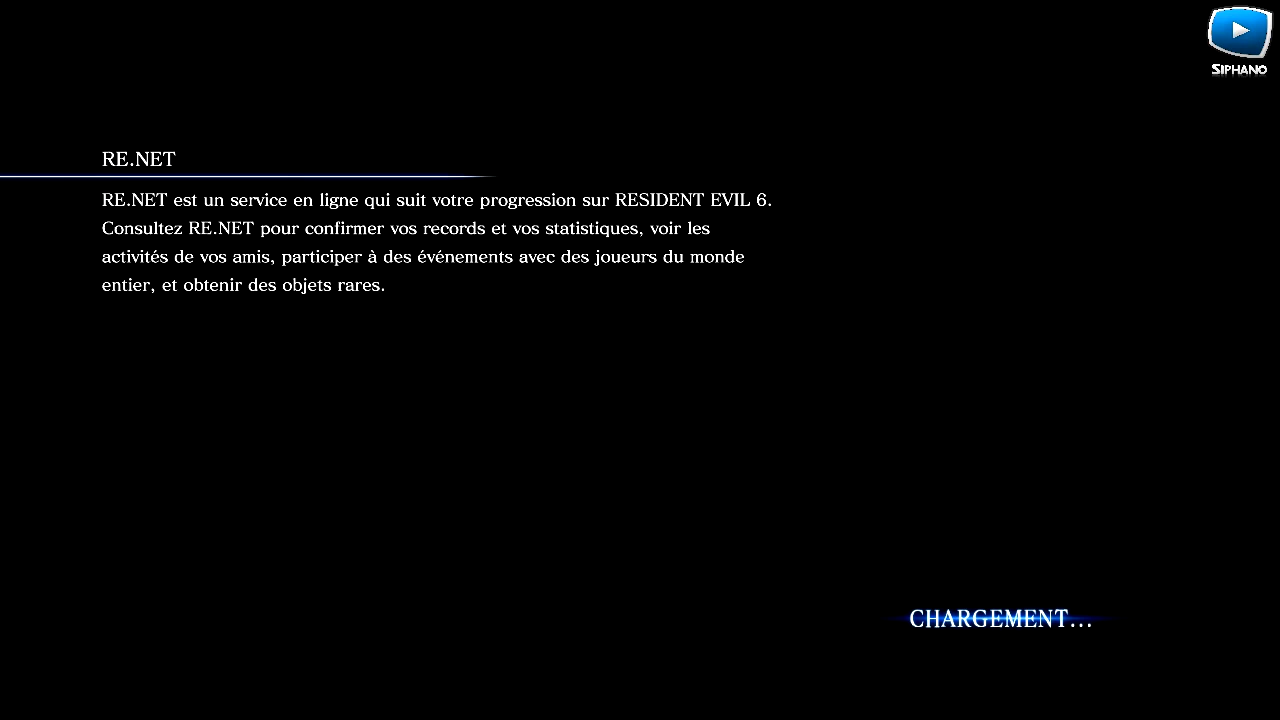 SIPHANO
RE.NET
RE.NET est un service en ligne qui suit votre progression sur RESIDENT EVIL 6.
Consultez RE.NET pour confirmer vos records et vos statistiques, voir les
activités de vos amis, participer à des événements avec des joueurs du monde
entier, et obtenir des objets rares.
CHARGEMENT...